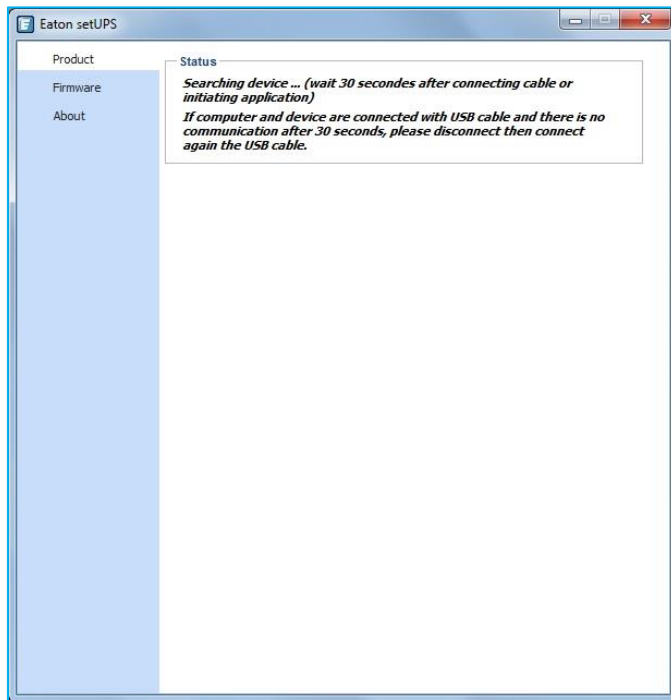 Eaton setUPS
Product
Firmware
About
Status
Searching device ... (wait 30 secondes after connecting cable or
initiating application)
If computer and device are connected with USB cable and there is no
communication after 30 seconds, please disconnect then connect
again the USB cable.